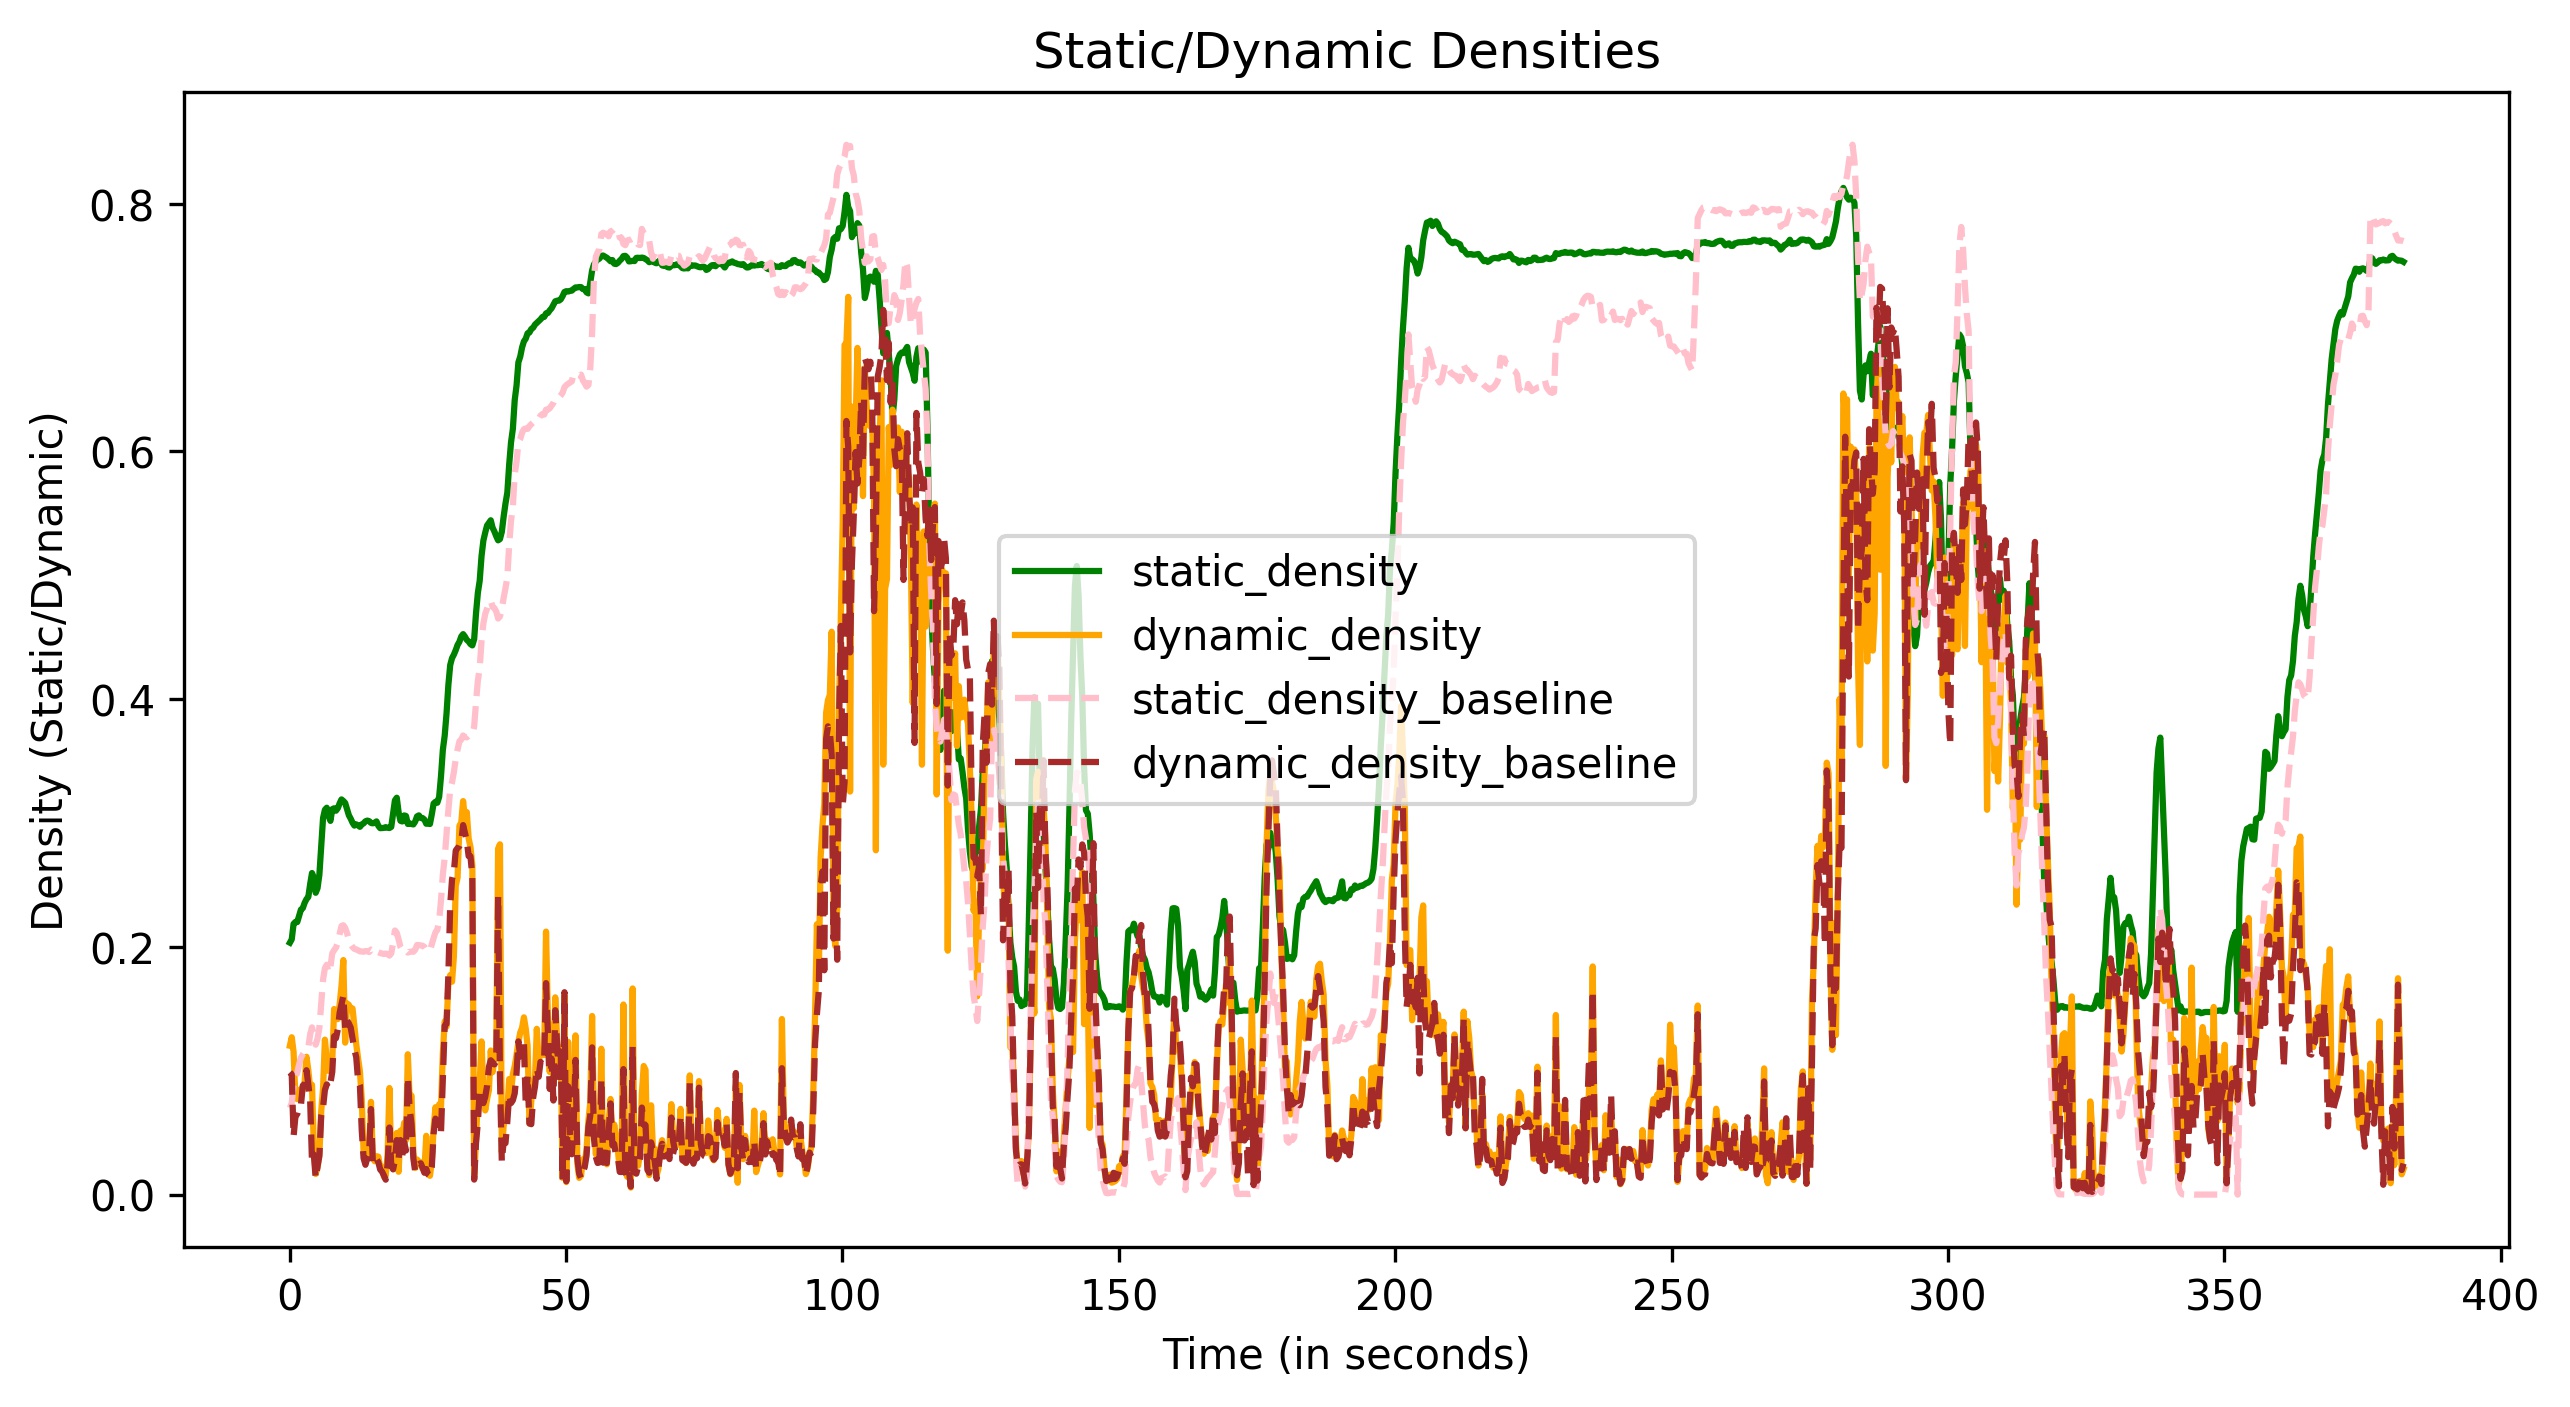 Static/Dynamic Densities
Density (Static/Dynamic)
0.8
0.6
0.4
0.2
0.0
static_density
dynamic_density
static_density_baseline
dynamic_density_baseline
0 50 100 150 200 250 300 350 400
Time (in seconds)